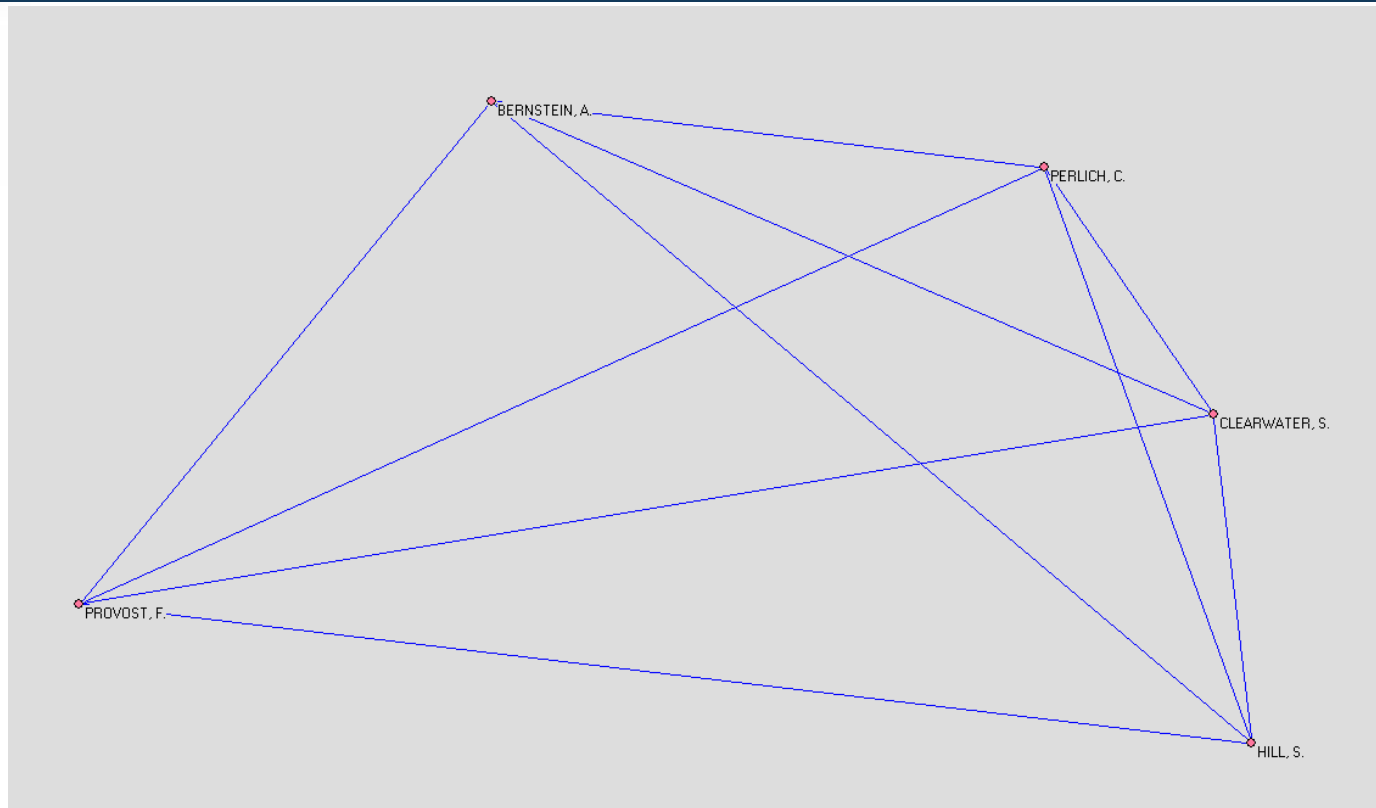 BERNSTEIN, A.
PERLICH, C.
CLEARWATER, S.
PROVOST, F.
HILL, S.